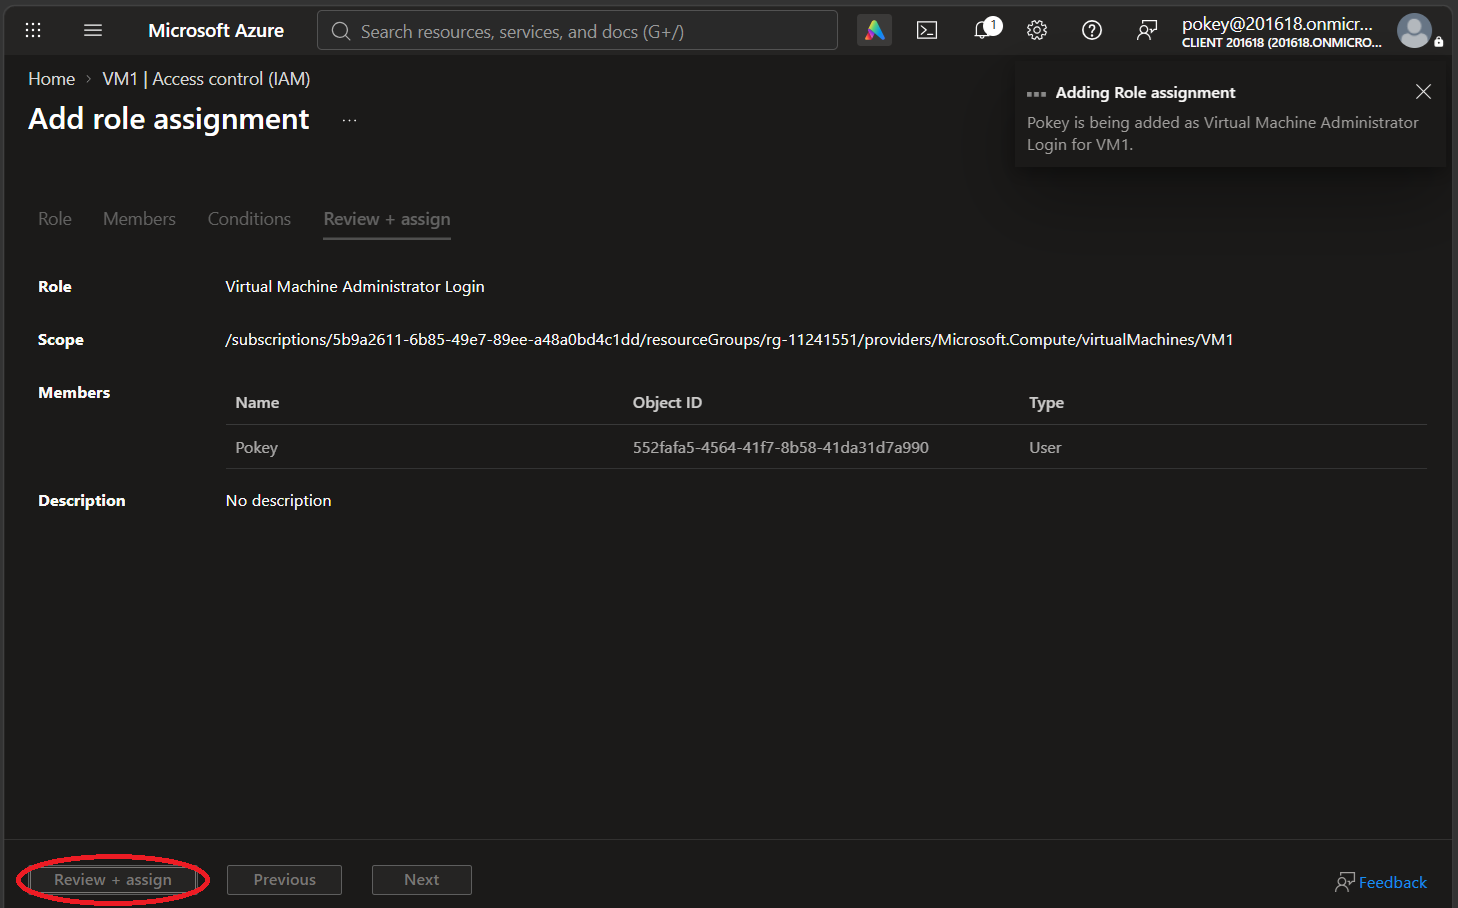 Microsoft Azure
Search resources, services, and docs (G+/)
1
pokey@201618.onmicr...
CLIENT 201618 (201618.ONMICRO...
Home > VM1 | Access control (IAM)
Add role assignment ...
Adding Role assignment
Pokey is being added as Virtual Machine Administrator
Login for VM1.
Role Members Conditions Review + assign
Role Virtual Machine Administrator Login
Scope /subscriptions/5b9a2611-6b85-49e7-89ee-a48a0bd4c1dd/resourceGroups/rg-11241551/providers/Microsoft.Compute/virtualMachines/VM1
Members
Name Object ID Type
Pokey 552fafa5-4564-41f7-8b58-41da31d7a990 User
Description No description
Review + assign Previous Next Feedback